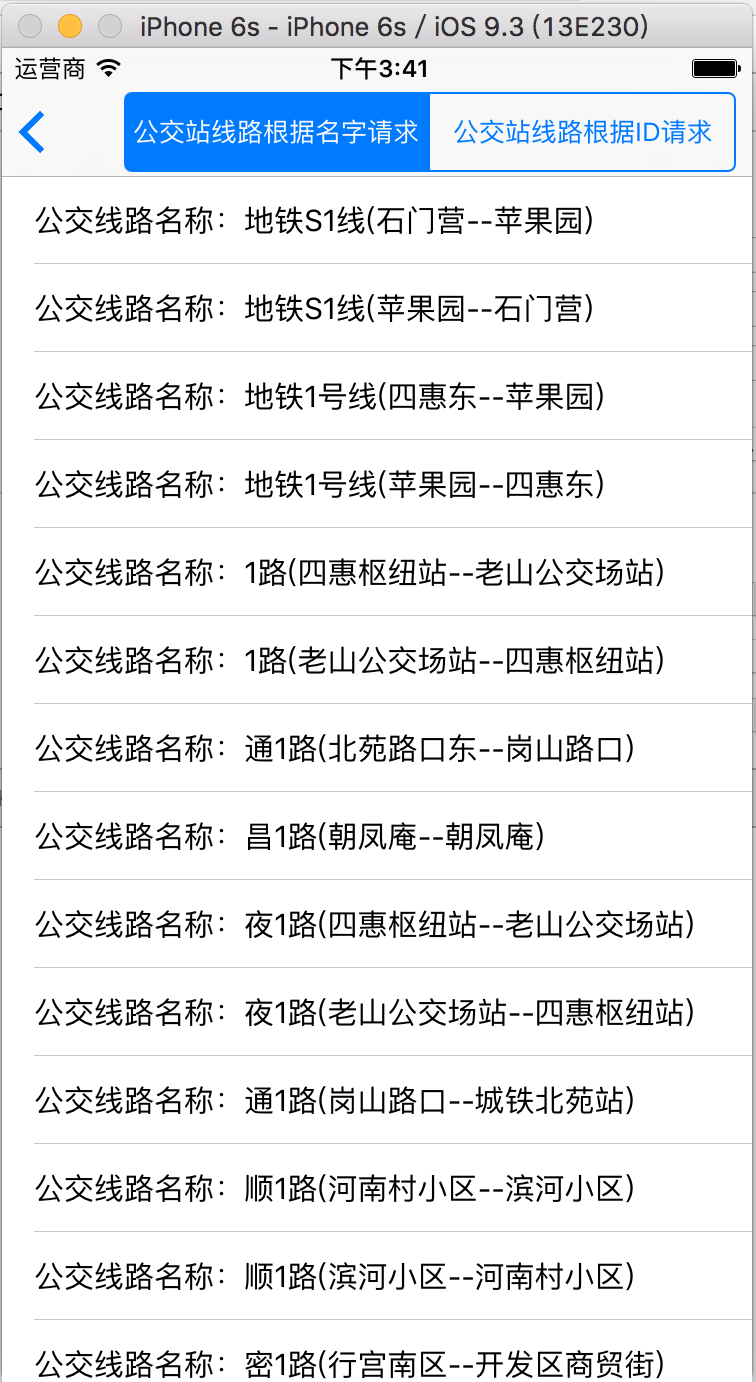 iPhone 6s - iPhone 6s / iOS 9.3 (13E230)
运营商 下午3:41
公交站线路根据名字请求 公交站线路根据ID请求
公交线路名称：地铁S1线(石门营--苹果园)
公交线路名称：地铁S1线(苹果园--石门营)
公交线路名称：地铁1号线(四惠东--苹果园)
公交线路名称：地铁1号线(苹果园--四惠东)
公交线路名称：1路(四惠枢纽站--老山公交场站)
公交线路名称：1路(老山公交场站--四惠枢纽站)
公交线路名称：通1路(北苑路口东--岗山路口)
公交线路名称：昌1路(朝凤庵--朝凤庵)
公交线路名称：夜1路(四惠枢纽站--老山公交场站)
公交线路名称：夜1路(老山公交场站--四惠枢纽站)
公交线路名称：通1路(岗山路口--城铁北苑站)
公交线路名称：顺1路(河南村小区--滨河小区)
公交线路名称：顺1路(滨河小区--河南村小区)
公交线路名称：密1路(行宫南区--开发区商贸街)